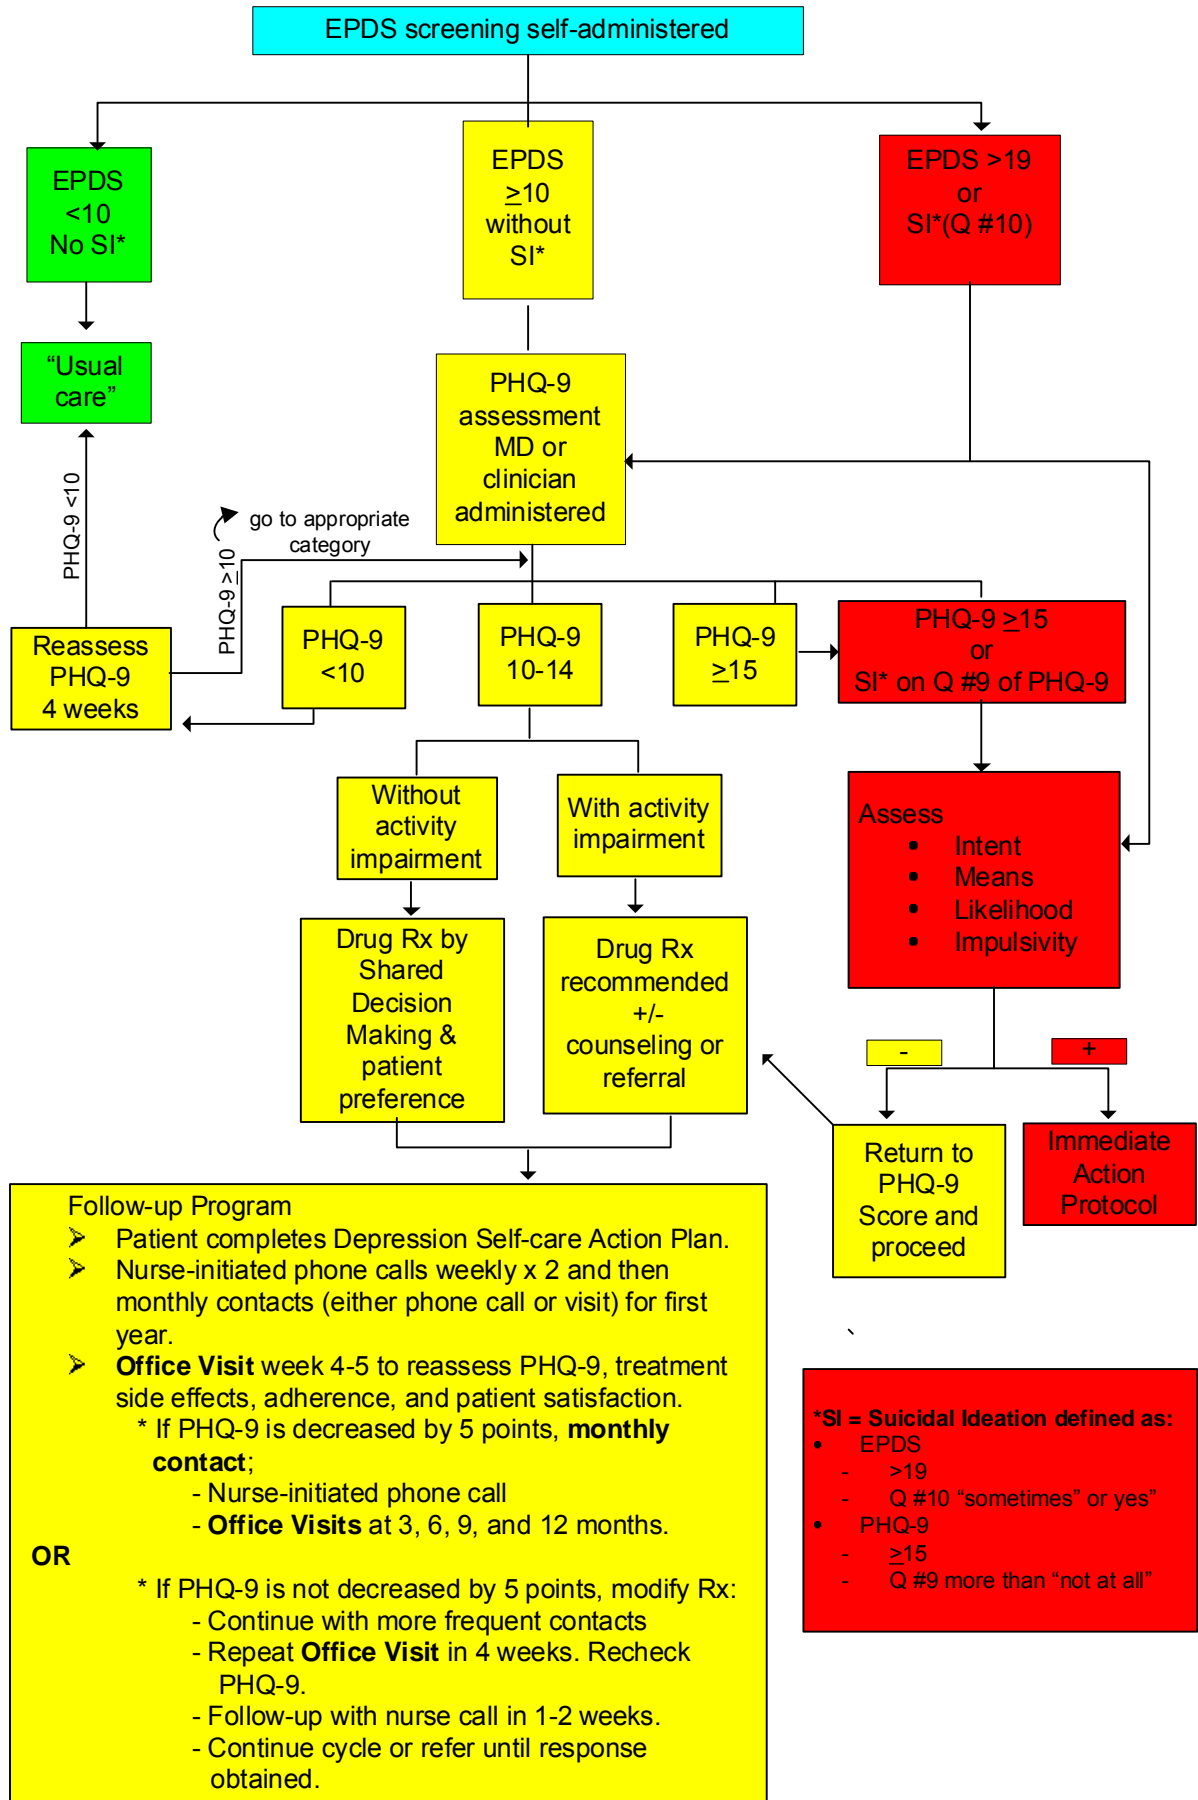 EPDS screening self-administered
EPDS
<10
No SI*
EPDS
≥10
without
SI*
EPDS >19
or
SI*(Q #10)
“Usual
care”
PHQ-9
assessment
MD or
clinician
administered
PHQ-9 <10
PHQ-9 ≥10
go to appropriate
category
Reassess
PHQ-9
4 weeks
PHQ-9
<10
PHQ-9
10-14
PHQ-9
≥15
PHQ-9 ≥15
or
SI* on Q #9 of PHQ-9
Without
activity
impairment
With activity
impairment
Assess
▪ Intent
▪ Means
▪ Likelihood
▪ Impulsivity
Drug Rx by
Shared
Decision
Making &
patient
preference
Drug Rx
recommended
+/-
counseling or
referral
-
+
Return to
PHQ-9
Score and
proceed
Immediate
Action
Protocol
Follow-up Program
➢ Patient completes Depression Self-care Action Plan.
➢ Nurse-initiated phone calls weekly x 2 and then
monthly contacts (either phone call or visit) for first
year.
➢ Office Visit week 4-5 to reassess PHQ-9, treatment
side effects, adherence, and patient satisfaction.
* If PHQ-9 is decreased by 5 points, monthly
contact;
- Nurse-initiated phone call
- Office Visits at 3, 6, 9, and 12 months.
OR
* If PHQ-9 is not decreased by 5 points, modify Rx:
- Continue with more frequent contacts
- Repeat Office Visit in 4 weeks. Recheck
PHQ-9.
- Follow-up with nurse call in 1-2 weeks.
- Continue cycle or refer until response
obtained.
`
*SI = Suicidal Ideation defined as:
• EPDS
- >19
- Q #10 “sometimes” or yes”
• PHQ-9
- ≥15
- Q #9 more than “not at all”